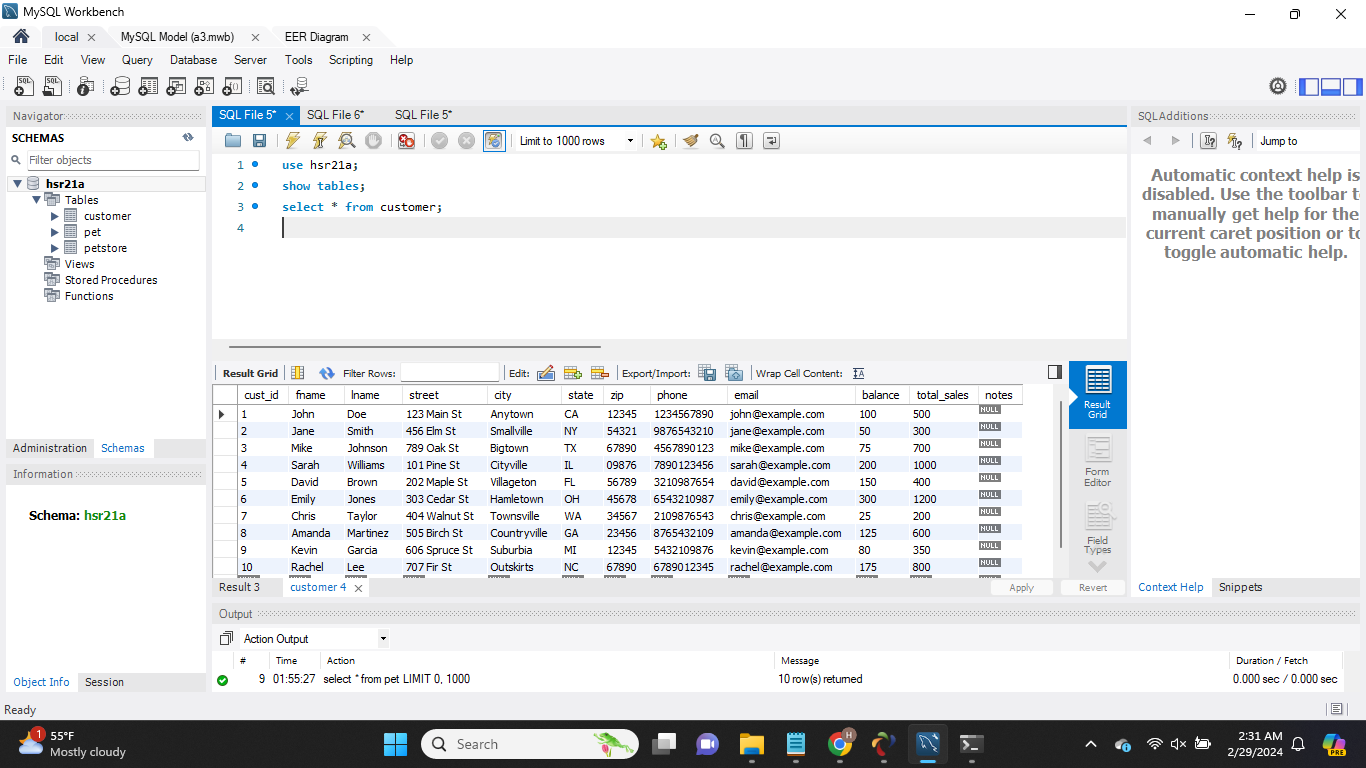 MySQL Workbench
local MySQL Model (a3.mwb) EER Diagram
File Edit View Query Database Server Tools Scripting Help
Navigator
SCHEMAS
Filter objects
hsr21a
Tables
customer
pet
petstore
Views
Stored Procedures
Functions
Administration Schemas
Information
Schema: hsr21a
Object Info Session
SQL File 5* SQL File 6* SQL File 5*
Limit to 1000 rows
1 use hsr21a;
2 show tables;
3 select * from customer;
4
Result Grid Filter Rows: Edit: Export/Import: Wrap Cell Content:
cust_id fname lname street city state zip phone email balance total_sales notes
1 John Doe 123 Main St Anytown CA 12345 1234567890 john@example.com 100 500 NULL
2 Jane Smith 456 Elm St Smallville NY 54321 9876543210 jane@example.com 50 300 NULL
3 Mike Johnson 789 Oak St Bigtown TX 67890 4567890123 mike@example.com 75 700 NULL
4 Sarah Williams 101 Pine St Cityville IL 09876 7890123456 sarah@example.com 200 1000 NULL
5 David Brown 202 Maple St Villageton FL 56789 3210987654 david@example.com 150 400 NULL
6 Emily Jones 303 Cedar St Hamletown OH 45678 6543210987 emily@example.com 300 1200 NULL
7 Chris Taylor 404 Walnut St Townsville WA 34567 2109876543 chris@example.com 25 200 NULL
8 Amanda Martinez 505 Birch St Countryville GA 23456 8765432109 amanda@example.com 125 600 NULL
9 Kevin Garcia 606 Spruce St Suburbia MI 12345 5432109876 kevin@example.com 80 350 NULL
10 Rachel Lee 707 Fir St Outskirts NC 67890 6789012345 rachel@example.com 175 800 NULL
Result
Grid
Form
Editor
Field
Types
Result 3 customer 4 Apply Revert
SQLAdditions
Jump to
Automatic context help is
disabled. Use the toolbar t
manually get help for the
current caret position or to
toggle automatic help.
Context Help Snippets
Output
Action Output
# Time Action Message Duration / Fetch
9 01:55:27 select * from pet LIMIT 0, 1000 10 row(s) returned 0.000 sec / 0.000 sec
Ready
1
55°F
Mostly cloudy
Search
H
2:31 AM
2/29/2024
PRE